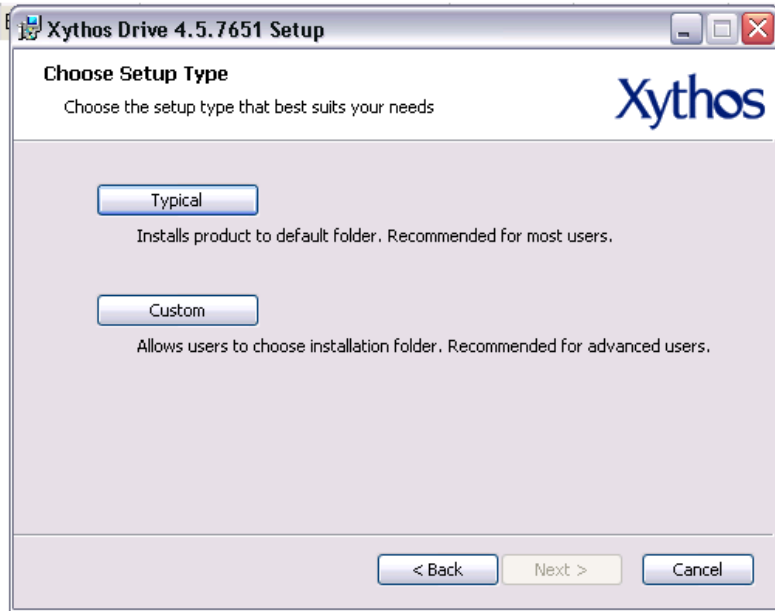 Xythos Drive 4.5.7651 Setup
Choose Setup Type
Choose the setup type that best suits your needs
Xythos
Typical
Installs product to default folder. Recommended for most users.
Custom
Allows users to choose installation folder. Recommended for advanced users.
< Back
Next >
Cancel